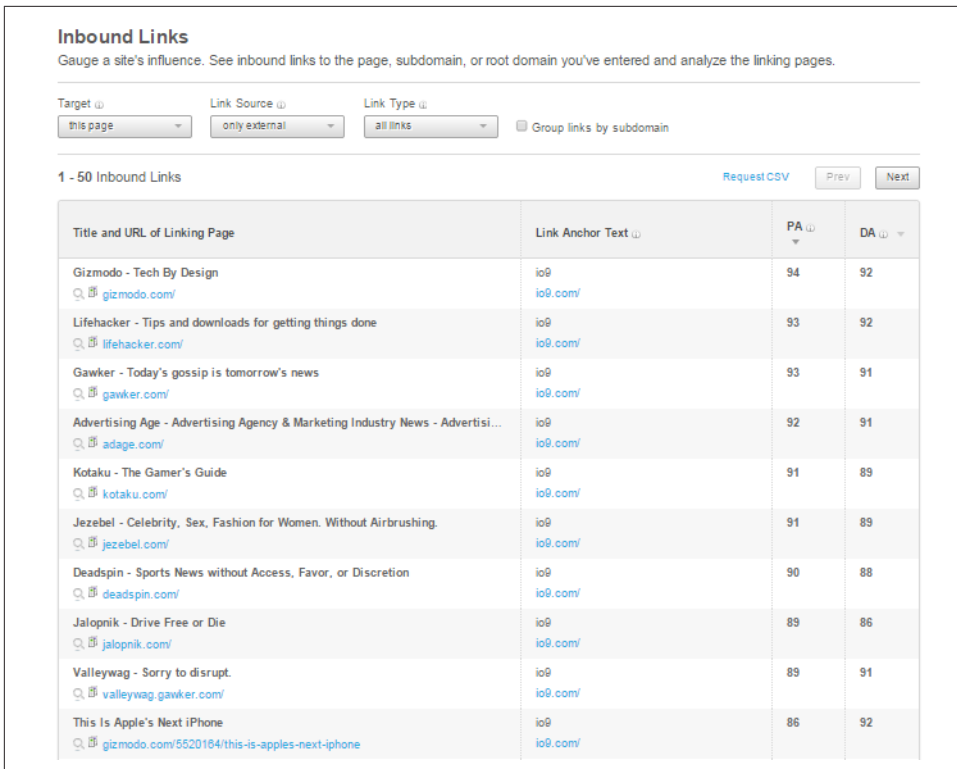 Inbound Links
Gauge a site's influence. See inbound links to the page, subdomain, or root domain you've entered and analyze the linking pages.
Target Link Source Link Type
this page only external all links Group links by subdomain
1 - 50 Inbound Links Request CSV Prev Next
Title and URL of Linking Page Link Anchor Text PA DA
Gizmodo - Tech By Design io9 94 92
gizmodo.com/ io9.com/
Lifehacker - Tips and downloads for getting things done io9 93 92
lifehacker.com/ io9.com/
Gawker - Today's gossip is tomorrow's news io9 93 91
gawker.com/ io9.com/
Advertising Age - Advertising Agency & Marketing Industry News - Advertisi... io9 92 91
adage.com/ io9.com/
Kotaku - The Gamer's Guide io9 91 89
kotaku.com/ io9.com/
Jezebel - Celebrity, Sex, Fashion for Women. Without Airbrushing. io9 91 89
jezebel.com/ io9.com/
Deadspin - Sports News without Access, Favor, or Discretion io9 90 88
deadspin.com/ io9.com/
Jalopnik - Drive Free or Die io9 89 86
jalopnik.com/ io9.com/
Valleywag - Sorry to disrupt. io9 89 91
valleywag.gawker.com/ io9.com/
This Is Apple's Next iPhone io9 86 92
gizmodo.com/5520164/this-is-apples-next-iphone io9.com/